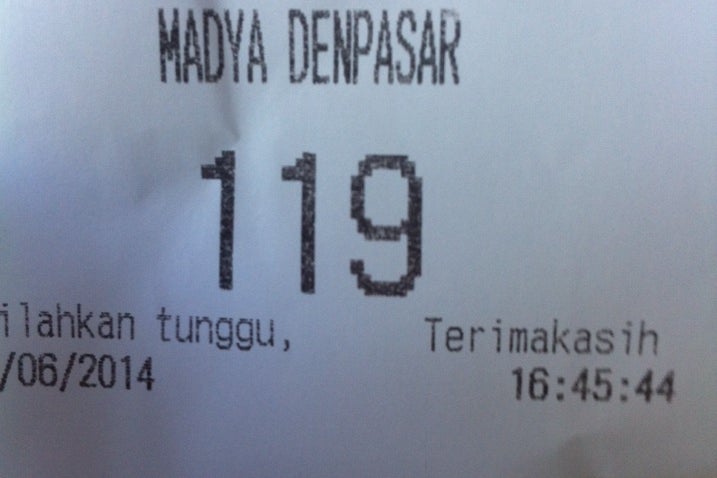 MADYA DENPASAR
119
ilahkan tunggu, Terimakasih
/06/2014 16:45:44